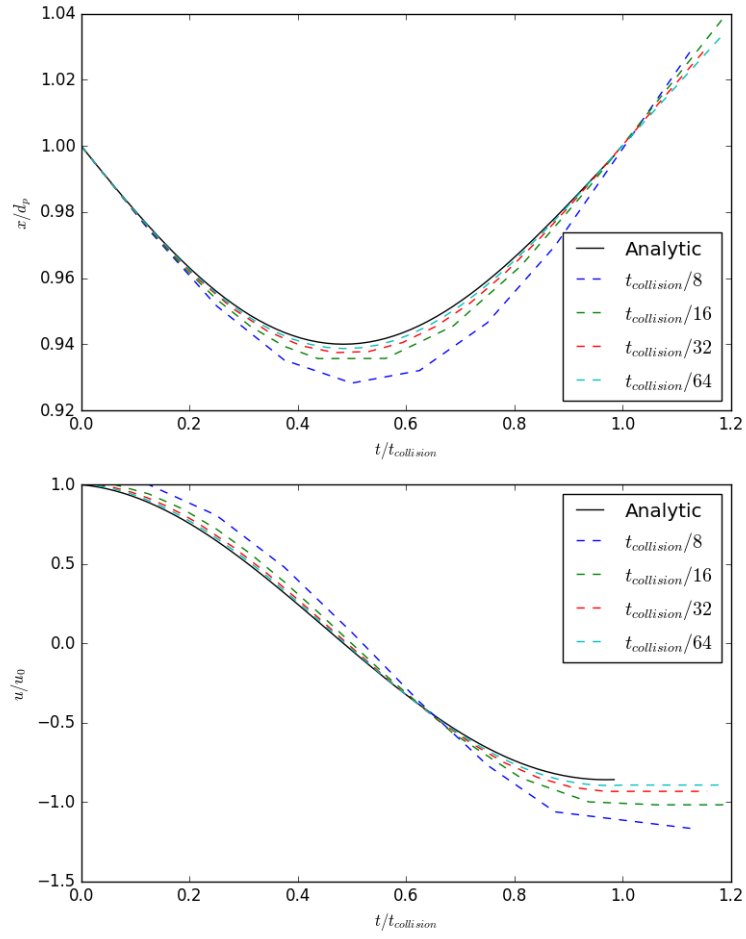 1.04
1.02
1.00
0.98
0.96
0.94
0.92
x/d_p
0.0 0.2 0.4 0.6 0.8 1.0 1.2
t/t_collision
Analytic
t_collision/8
t_collision/16
t_collision/32
t_collision/64
1.0
0.5
0.0
−0.5
−1.0
−1.5
u/u_0
0.0 0.2 0.4 0.6 0.8 1.0 1.2
t/t_collision
Analytic
t_collision/8
t_collision/16
t_collision/32
t_collision/64